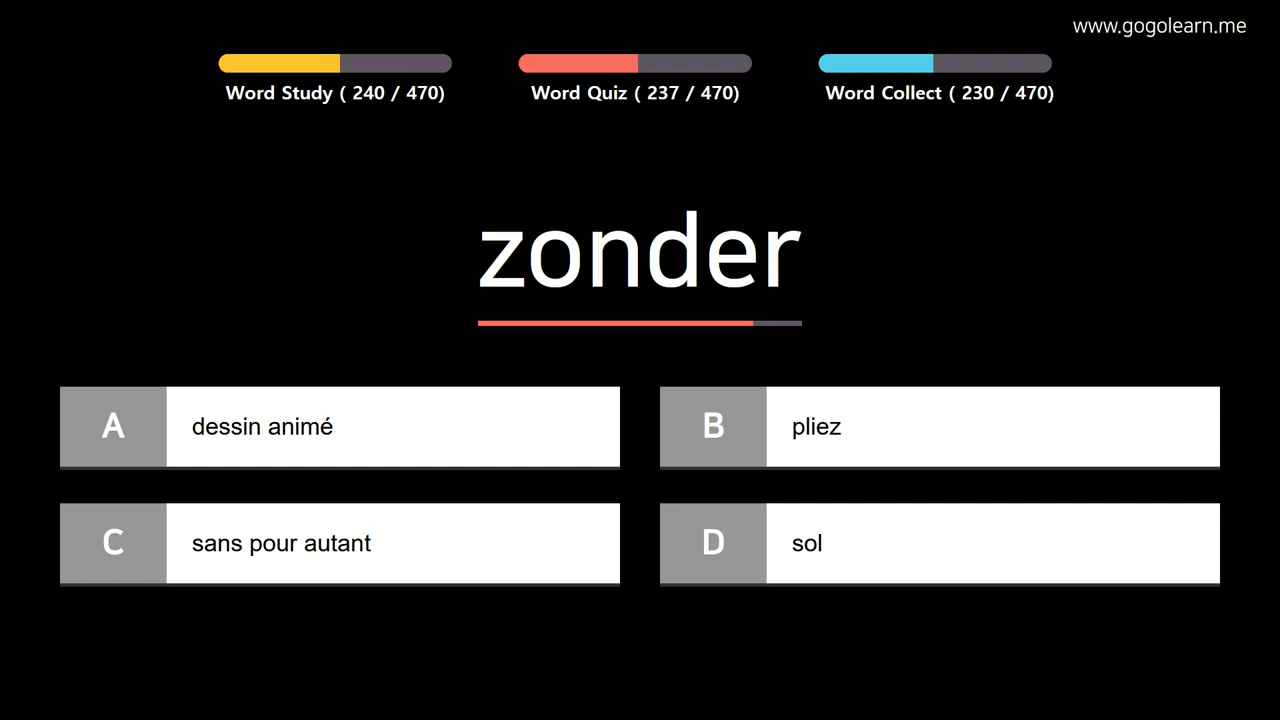 www.gogolearn.me
Word Study ( 240 / 470)
Word Quiz ( 237 / 470)
Word Collect ( 230 / 470)
zonder
A dessin animé
B pliez
C sans pour autant
D sol